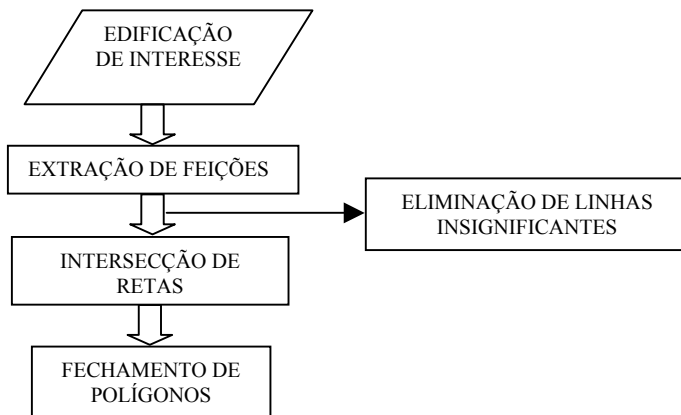 EDIFICAÇÃO
DE INTERESSE
EXTRAÇÃO DE FEIÇÕES
ELIMINAÇÃO DE LINHAS
INSIGNIFICANTES
INTERSECÇÃO DE
RETAS
FECHAMENTO DE
POLÍGONOS